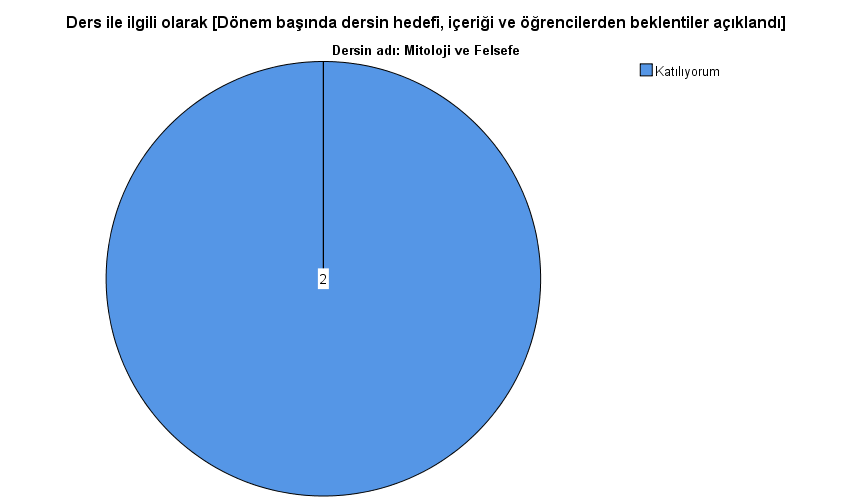 Ders ile ilgili olarak [Dönem başında dersin hedefi, içeriği ve öğrencilerden beklentiler açıklandı]
Dersin adı: Mitoloji ve Felsefe
Katılıyorum
2